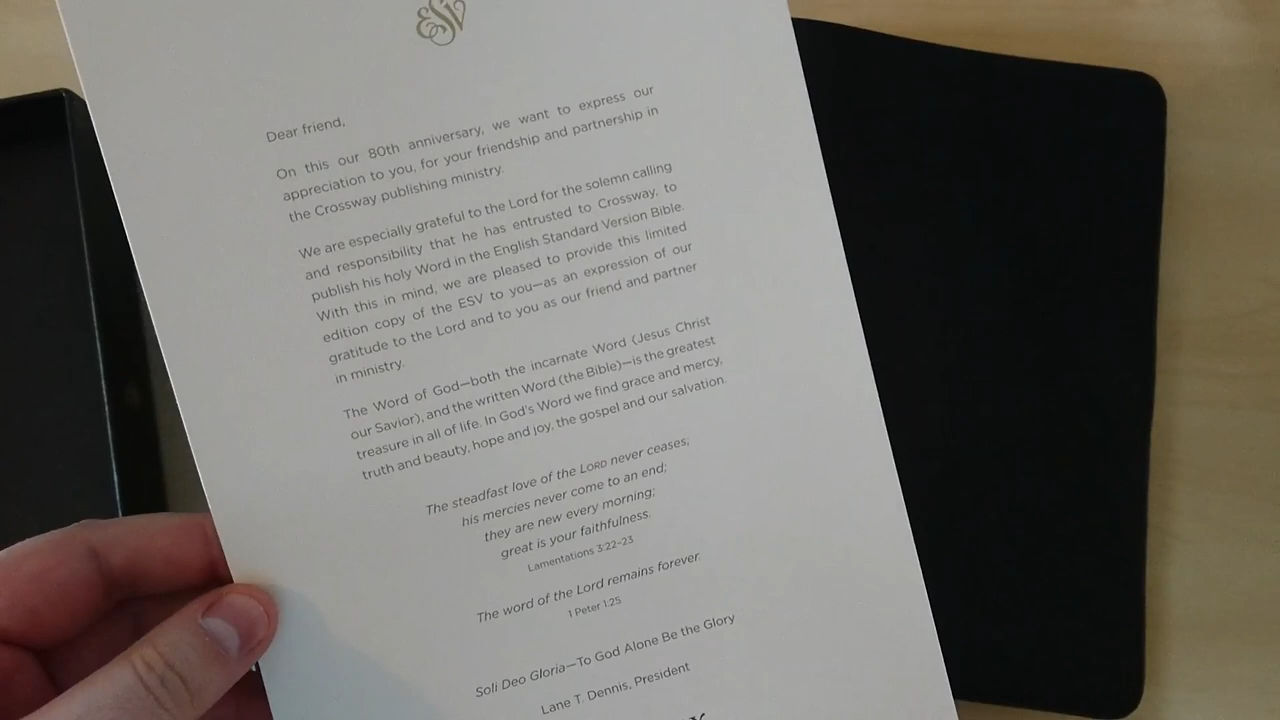 ESV
Dear friend,
On this our 80th anniversary, we want to express our
appreciation to you, for your friendship and partnership in
the Crossway publishing ministry.
We are especially grateful to the Lord for the solemn calling
and responsibility that he has entrusted to Crossway, to
publish his holy Word in the English Standard Version Bible.
With this in mind, we are pleased to provide this limited
edition copy of the ESV to you—as an expression of our
gratitude to the Lord and to you as our friend and partner
in ministry.
The Word of God—both the incarnate Word (Jesus Christ
our Savior), and the written Word (the Bible)—is the greatest
treasure in all of life. In God's Word we find grace and mercy,
truth and beauty, hope and joy, the gospel and our salvation.
The steadfast love of the LORD never ceases;
his mercies never come to an end;
they are new every morning;
great is your faithfulness.
Lamentations 3:22–23
The word of the Lord remains forever.
1 Peter 1:25
Soli Deo Gloria—To God Alone Be the Glory
Lane T. Dennis, President